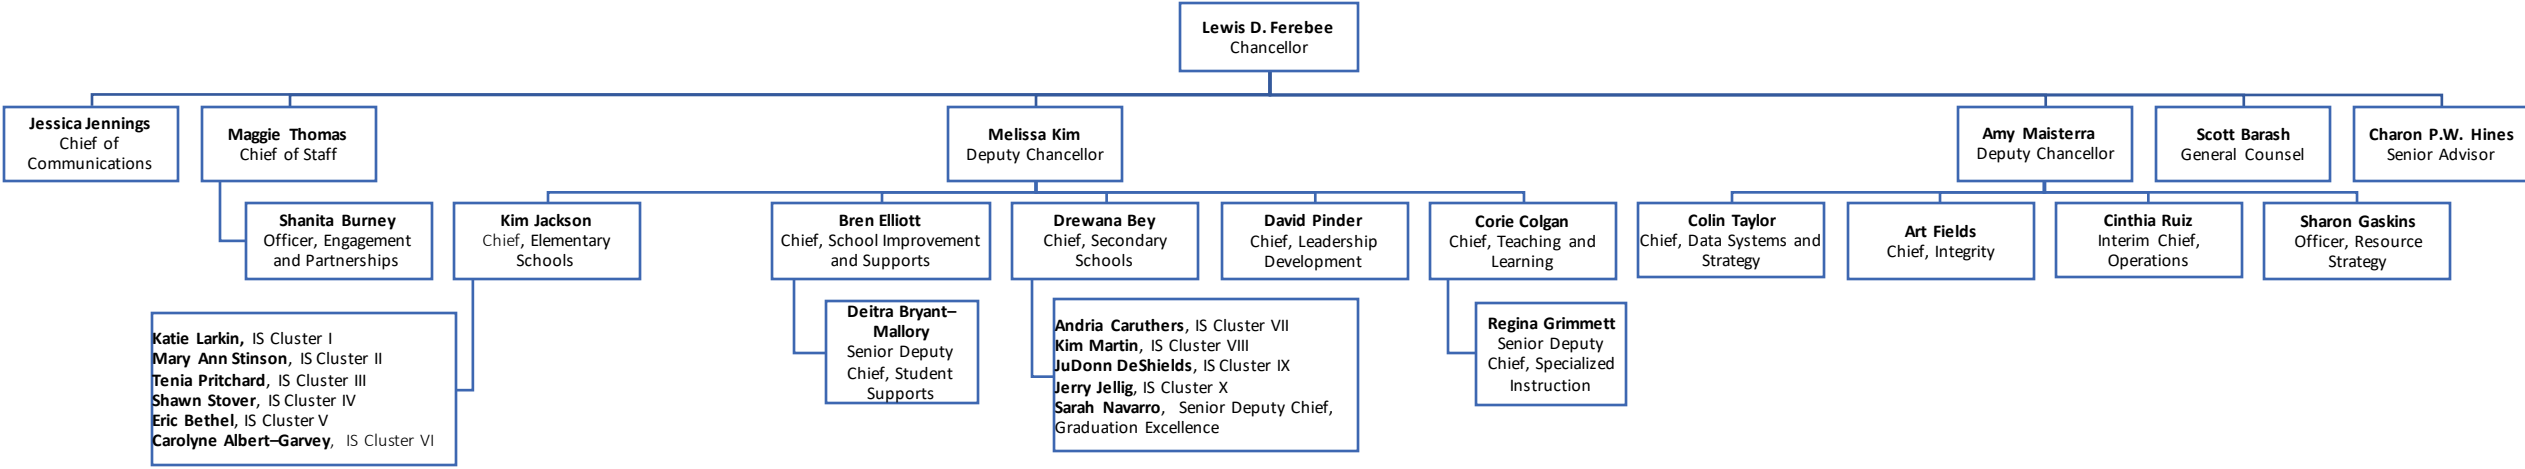 Lewis D. Ferebee
Chancellor
Jessica Jennings
Chief of
Communications
Maggie Thomas
Chief of Staff
Melissa Kim
Deputy Chancellor
Amy Maisterra
Deputy Chancellor
Scott Barash
General Counsel
Charon P.W. Hines
Senior Advisor
Shanita Burney
Officer, Engagement
and Partnerships
Kim Jackson
Chief, Elementary
Schools
Bren Elliott
Chief, School Improvement
and Supports
Drewana Bey
Chief, Secondary
Schools
David Pinder
Chief, Leadership
Development
Corie Colgan
Chief, Teaching and
Learning
Colin Taylor
Chief, Data Systems and
Strategy
Art Fields
Chief, Integrity
Cinthia Ruiz
Interim Chief,
Operations
Sharon Gaskins
Officer, Resource
Strategy
Katie Larkin, IS Cluster I
Mary Ann Stinson, IS Cluster II
Tenia Pritchard, IS Cluster III
Shawn Stover, IS Cluster IV
Eric Bethel, IS Cluster V
Carolyne Albert–Garvey, IS Cluster VI
Deitra Bryant–
Mallory
Senior Deputy
Chief, Student
Supports
Andria Caruthers, IS Cluster VII
Kim Martin, IS Cluster VIII
JuDonn DeShields, IS Cluster IX
Jerry Jellig, IS Cluster X
Sarah Navarro, Senior Deputy Chief,
Graduation Excellence
Regina Grimmett
Senior Deputy
Chief, Specialized
Instruction